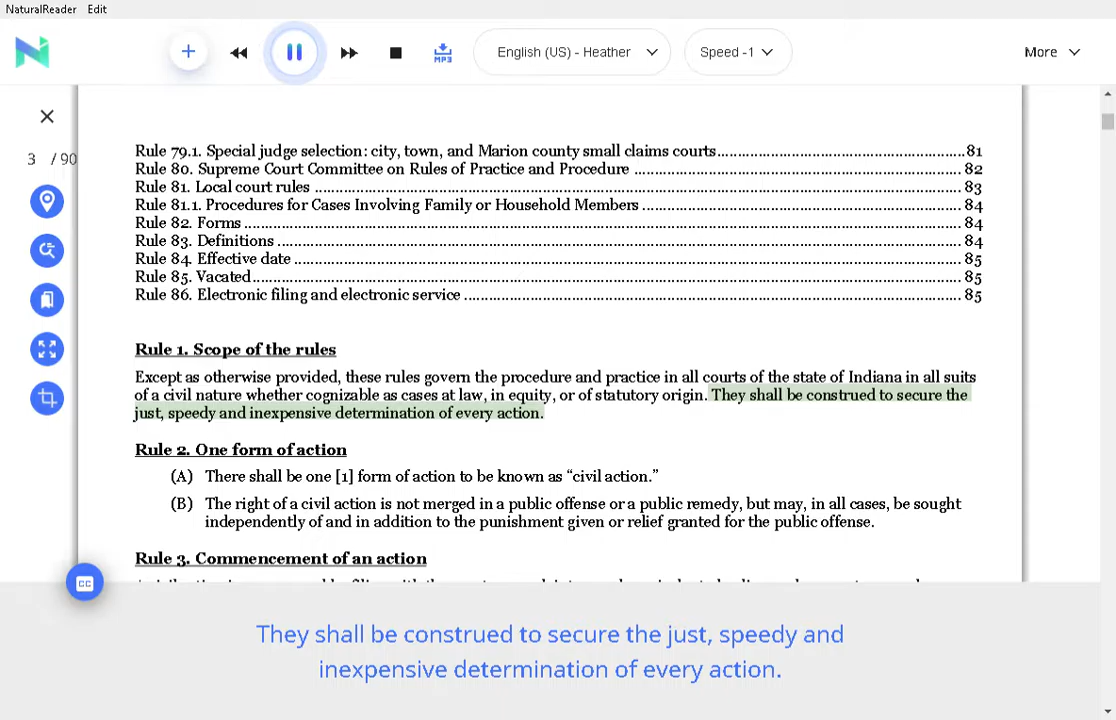 NaturalReader Edit
MP3
English (US) - Heather
Speed -1
More
3 / 90
Rule 79.1. Special judge selection: city, town, and Marion county small claims courts 81
Rule 80. Supreme Court Committee on Rules of Practice and Procedure 82
Rule 81. Local court rules 83
Rule 81.1. Procedures for Cases Involving Family or Household Members 84
Rule 82. Forms 84
Rule 83. Definitions 84
Rule 84. Effective date 85
Rule 85. Vacated 85
Rule 86. Electronic filing and electronic service 85
Rule 1. Scope of the rules
Except as otherwise provided, these rules govern the procedure and practice in all courts of the state of Indiana in all suits
of a civil nature whether cognizable as cases at law, in equity, or of statutory origin. They shall be construed to secure the
just, speedy and inexpensive determination of every action.
Rule 2. One form of action
(A) There shall be one [1] form of action to be known as “civil action.”
(B) The right of a civil action is not merged in a public offense or a public remedy, but may, in all cases, be sought
independently of and in addition to the punishment given or relief granted for the public offense.
Rule 3. Commencement of an action
CC
They shall be construed to secure the just, speedy and
inexpensive determination of every action.